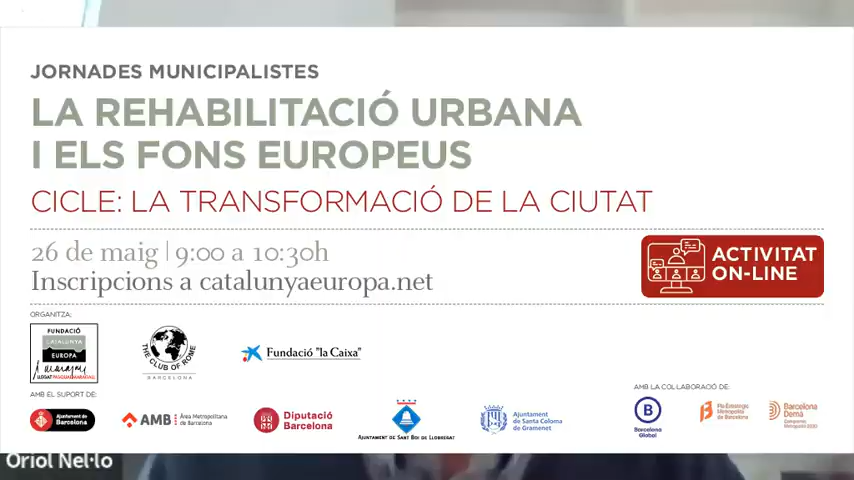 JORNADES MUNICIPALISTES
LA REHABILITACIÓ URBANA
I ELS FONS EUROPEUS
CICLE: LA TRANSFORMACIÓ DE LA CIUTAT
26 de maig | 9:00 a 10:30h
Inscripcions a catalunyaeuropa.net
ACTIVITAT
ON-LINE
ORGANITZA:
FUNDACIÓ
CATALUNYA
EUROPA
LLEGAT PASQUAL MARAGALL
THE CLUB OF ROME
BARCELONA
Fundació "la Caixa"
AMB EL SUPORT DE:
Ajuntament de
Barcelona
AMB
Àrea Metropolitana
de Barcelona
Diputació
Barcelona
AJUNTAMENT DE SANT BOI DE LLOBREGAT
Ajuntament
de Santa Coloma
de Gramenet
AMB LA COL·LABORACIÓ DE:
B
Barcelona
Global
Pla Estratègic
Metropolità
de Barcelona
Barcelona
Demà
Compromís
Metropolità 2030
Oriol Nel·lo